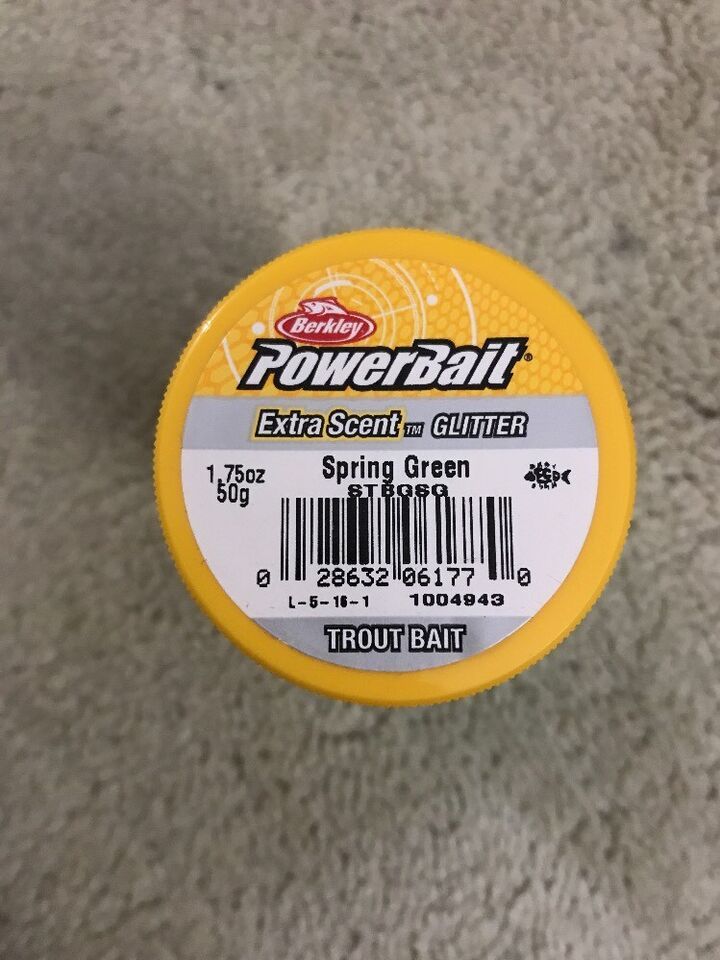 Berkley
PowerBait®
Extra Scent™ GLITTER
1.75oz
50g
Spring Green
STBGSG
0 28632 06177 0
L-5-16-1 1004943
TROUT BAIT